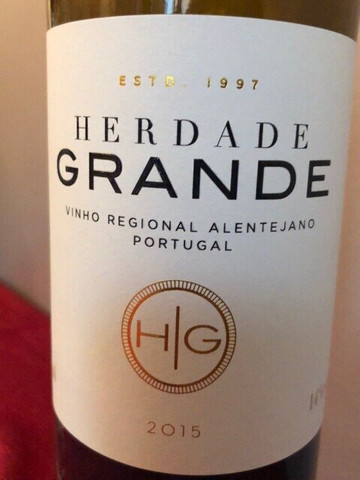 ESTD. 1997
HERDADE
GRANDE
VINHO REGIONAL ALENTEJANO
PORTUGAL
H|G
2015